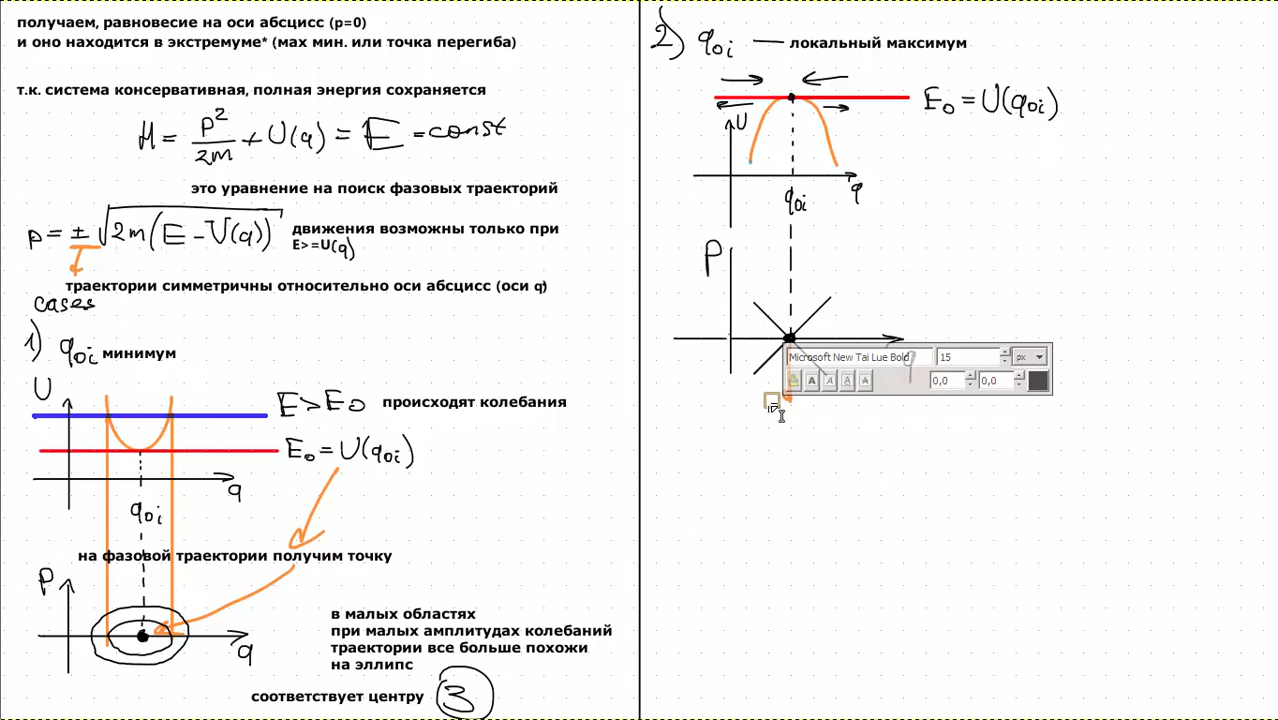 получаем, равновесие на оси абсцисс (p=0)
и оно находится в экстремуме* (мах мин. или точка перегиба)
т.к. система консервативная, полная энергия сохраняется
H = p²/2m + U(q) = E = const
это уравнение на поиск фазовых траекторий
p = ± √(2m(E - U(q)))
движения возможны только при
E>=U(q)
траектории симметричны относительно оси абсцисс (оси q)
cases
1) q₀ᵢ минимум
U
E > E₀ происходят колебания
E₀ = U(q₀ᵢ)
q
q₀ᵢ
на фазовой траектории получим точку
P
q
в малых областях
при малых амплитудах колебаний
траектории все больше похожи
на эллипс
соответствует центру 3
2) q₀ᵢ — локальный максимум
E₀ = U(q₀ᵢ)
U
q
q₀ᵢ
P
q
Microsoft New Tai Lue Bold 15 px
A A A A 0,0 0,0